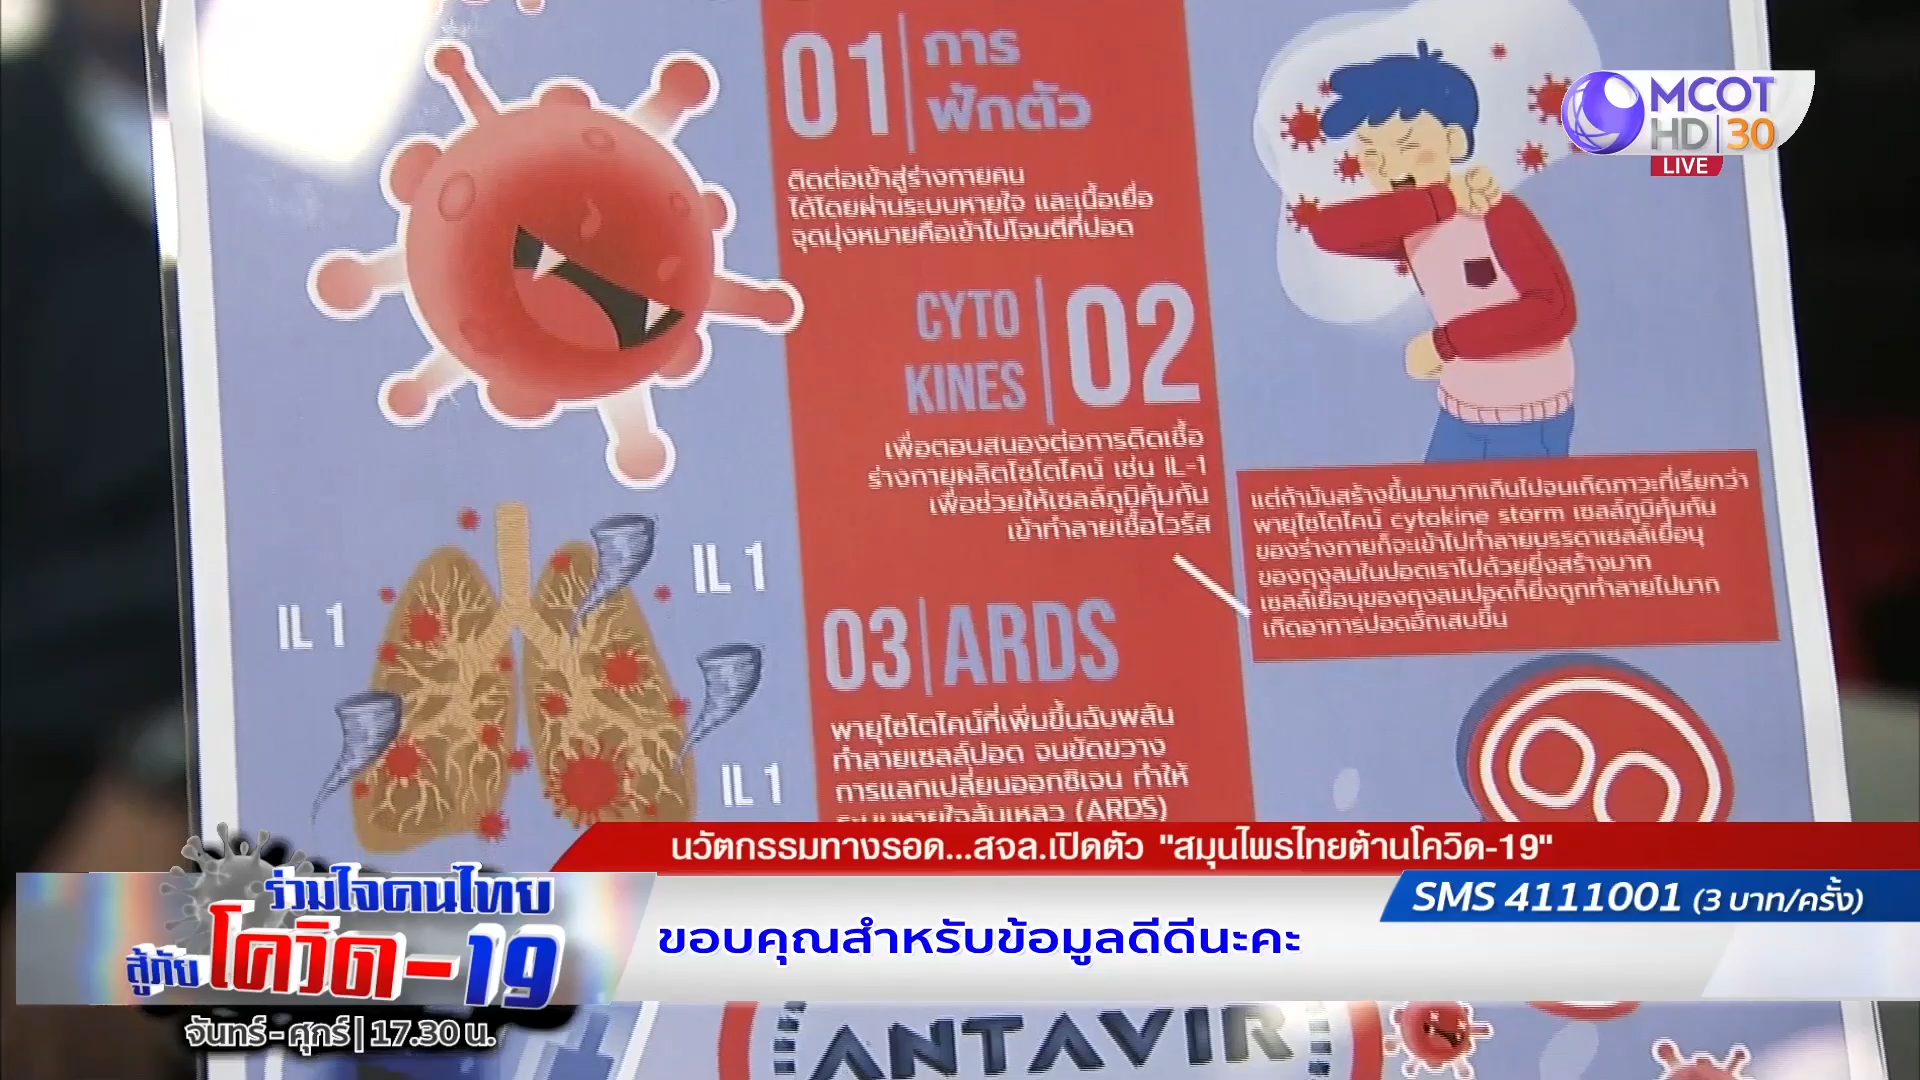 01
การ
ฟักตัว
ติดต่อเข้าสู่ร่างกายคน
ได้โดยผ่านระบบหายใจ และเนื้อเยื่อ
จุดมุ่งหมายคือเข้าไปโจมตีที่ปอด
MCOT
HD 30
LIVE
CYTO
KINES
02
เพื่อตอบสนองต่อการติดเชื้อ
ร่างกายผลิตไซโตไคน์ เช่น IL-1
เพื่อช่วยให้เซลล์ภูมิคุ้มกัน
เข้าทำลายเชื้อไวรัส
แต่ถ้ามันสร้างขึ้นมามากเกินไปจนเกิดภาวะที่เรียกว่า
พายุไซโตไคน์ cytokine storm เซลล์ภูมิคุ้มกัน
ของร่างกายก็จะเข้าไปทำลายบรรดาเซลล์เยื่อบุ
ของถุงลมในปอดเราไปด้วยยิ่งสร้างมาก
เซลล์เยื่อบุของถุงลมปอดก็ยิ่งถูกทำลายไปมาก
เกิดอาการปอดอักเสบขึ้น
IL 1
IL 1
IL 1
03 ARDS
พายุไซโตไคน์ที่เพิ่มขึ้นฉับพลัน
ทำลายเซลล์ปอด จนขัดขวาง
การแลกเปลี่ยนออกซิเจน ทำให้
ระบบหายใจล้มเหลว (ARDS)
นวัตกรรมทางรอด...สจล.เปิดตัว "สมุนไพรไทยต้านโควิด-19"
SMS 4111001 (3 บาท/ครั้ง)
ร่วมใจคนไทย
สู้ภัย โควิด-19
จันทร์ - ศุกร์ | 17.30 น.
ขอบคุณสำหรับข้อมูลดีดีนะคะ
ANTAVIR